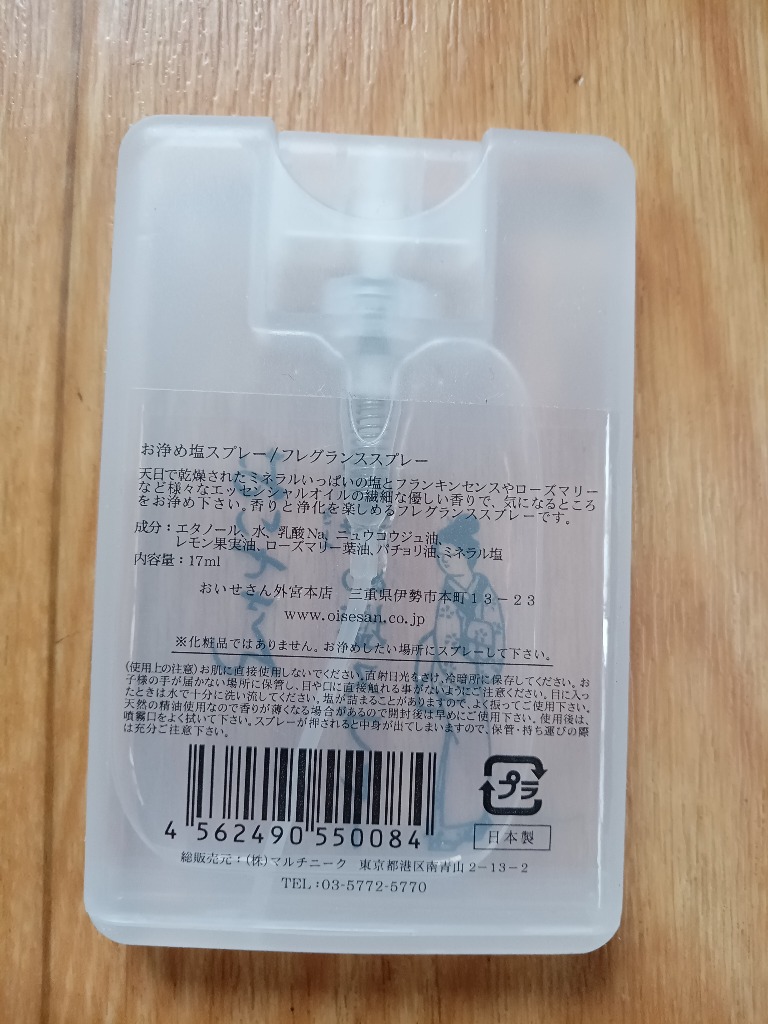 お浄め塩スプレー/フレグランススプレー
天日で乾燥されたミネラルいっぱいの塩とフランキンセンスやローズマリー
など様々なエッセンシャルオイルの繊細な優しい香りで、気になるところ
をお浄め下さい。香りと浄化を楽しめるフレグランススプレーです。
成分：エタノール、水、乳酸Na、ニュウコウジュ油、
レモン果実油、ローズマリー葉油、パチョリ油、ミネラル塩
内容量：17ml
おいせさん外宮本店　三重県伊勢市本町１３－２３
www.oisesan.co.jp
※化粧品ではありません。お浄めしたい場所にスプレーして下さい。
(使用上の注意)お肌に直接使用しないでください。直射日光をさけ、冷暗所に保存してください。お
子様の手が届かない場所に保管し、目や口に直接触れる事がないようにご注意ください。目に入っ
たときは水で十分に洗い流してください。塩が詰まることがありますので、よく振ってご使用下さい。
天然の精油使用なので香りが薄くなる場合があるので開封後は早めにご使用下さい。使用後は、
噴霧口をよく拭いて下さい。スプレーが押されると中身が出てしまいますので、保管・持ち運びの際
は充分ご注意下さい。
プラ
4 562490 550084
日本製
総販売元：(株)マルチニーク　東京都港区南青山２－１３－２
TEL：03-5772-5770